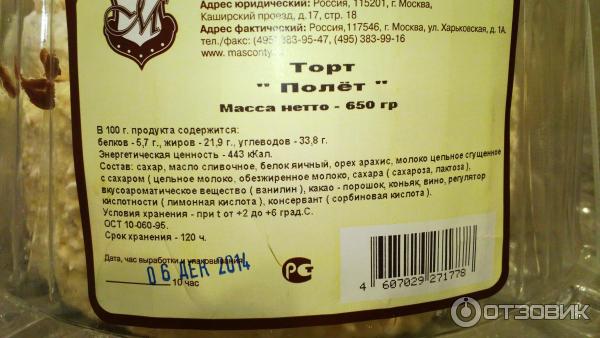 Адрес юридический: Россия, 115201, г. Москва,
Каширский проезд, д.17, стр. 18
Адрес фактический: Россия,117546, г. Москва, ул. Харьковская, д. 1А.
тел./факс: (495) 383-95-47, (495) 383-99-16
www.masconty.
Торт
" Полёт "
Масса нетто - 650 гр
В 100 г. продукта содержится:
белков - 5,7 г., жиров - 21,9 г., углеводов - 33,8 г.
Энергетическая ценность - 443 кКал.
Состав: сахар, масло сливочное, белок яичный, орех арахис, молоко цельное сгущенное
с сахаром ( цельное молоко, обезжиренное молоко, сахара ( сахароза, лактоза ),
вкусоароматическое вещество ( ванилин ), какао - порошок, коньяк, вино, регулятор
кислотности ( лимонная кислота ), консервант ( сорбиновая кислота ).
Условия хранения - при t от +2 до +6 град.С.
ОСТ 10-060-95.
Срок хранения - 120 ч.
Дата, час выработки и упаковывания
06 ДЕК 2014
10 час
РС
4 607029 271778
ОТЗОВИК